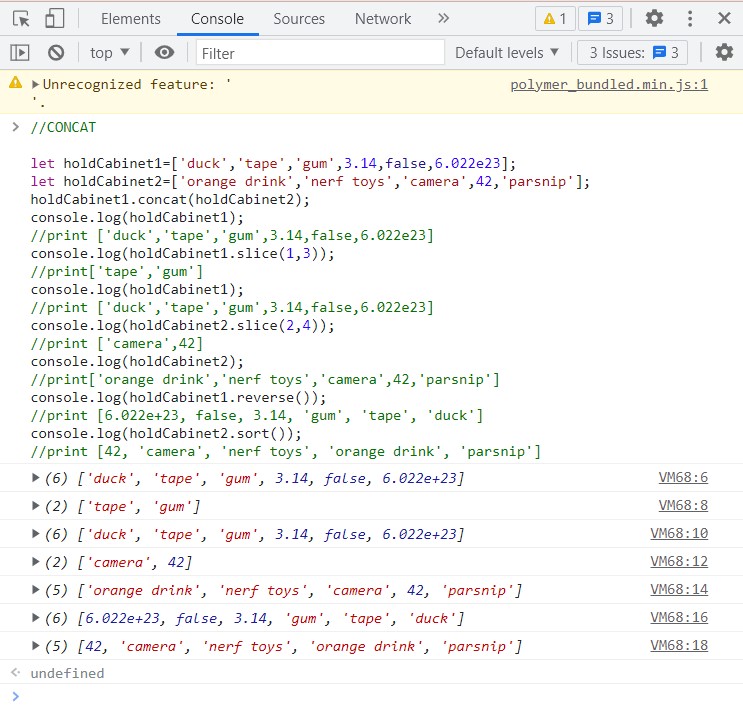 Elements Console Sources Network » 1 3
top Filter Default levels 3 Issues: 3
Unrecognized feature: ' polymer_bundled.min.js:1
'.
> //CONCAT
let holdCabinet1=['duck','tape','gum',3.14,false,6.022e23];
let holdCabinet2=['orange drink','nerf toys','camera',42,'parsnip'];
holdCabinet1.concat(holdCabinet2);
console.log(holdCabinet1);
//print ['duck','tape','gum',3.14,false,6.022e23]
console.log(holdCabinet1.slice(1,3));
//print['tape','gum']
console.log(holdCabinet1);
//print ['duck','tape','gum',3.14,false,6.022e23]
console.log(holdCabinet2.slice(2,4));
//print ['camera',42]
console.log(holdCabinet2);
//print['orange drink','nerf toys','camera',42,'parsnip']
console.log(holdCabinet1.reverse());
//print [6.022e+23, false, 3.14, 'gum', 'tape', 'duck']
console.log(holdCabinet2.sort());
//print [42, 'camera', 'nerf toys', 'orange drink', 'parsnip']
(6) ['duck', 'tape', 'gum', 3.14, false, 6.022e+23] VM68:6
(2) ['tape', 'gum'] VM68:8
(6) ['duck', 'tape', 'gum', 3.14, false, 6.022e+23] VM68:10
(2) ['camera', 42] VM68:12
(5) ['orange drink', 'nerf toys', 'camera', 42, 'parsnip'] VM68:14
(6) [6.022e+23, false, 3.14, 'gum', 'tape', 'duck'] VM68:16
(5) [42, 'camera', 'nerf toys', 'orange drink', 'parsnip'] VM68:18
undefined
>